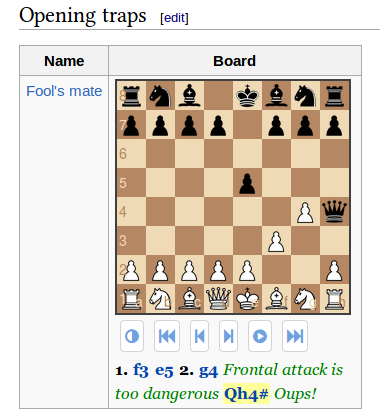 Opening traps [edit]
Name Board
Fool's mate
8
7
6
5
4
3
2
1. f3 e5 2. g4 Frontal attack is
too dangerous Qh4# Oups!